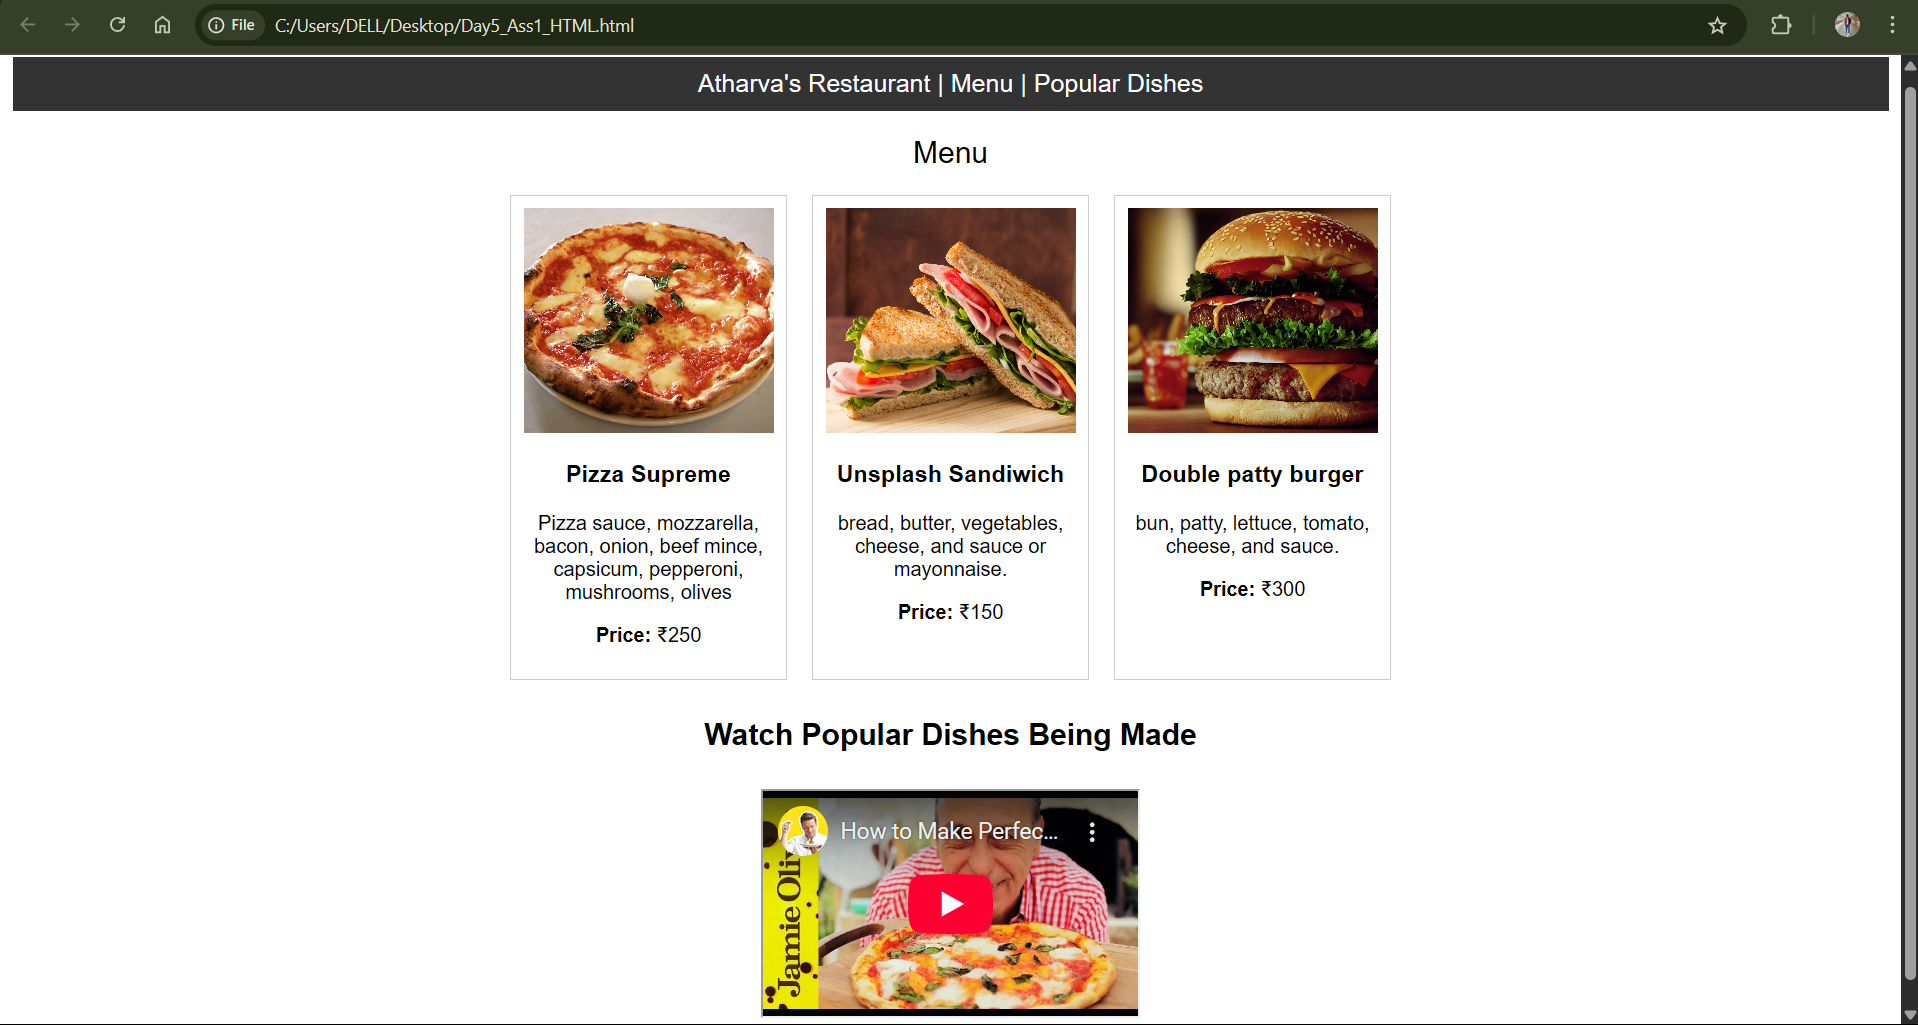 File C:/Users/DELL/Desktop/Day5_Ass1_HTML.html
Atharva's Restaurant | Menu | Popular Dishes
Menu
Pizza Supreme
Pizza sauce, mozzarella,
bacon, onion, beef mince,
capsicum, pepperoni,
mushrooms, olives
Price: ₹250
Unsplash Sandiwich
bread, butter, vegetables,
cheese, and sauce or
mayonnaise.
Price: ₹150
Double patty burger
bun, patty, lettuce, tomato,
cheese, and sauce.
Price: ₹300
Watch Popular Dishes Being Made
How to Make Perfec...
Jamie Oli